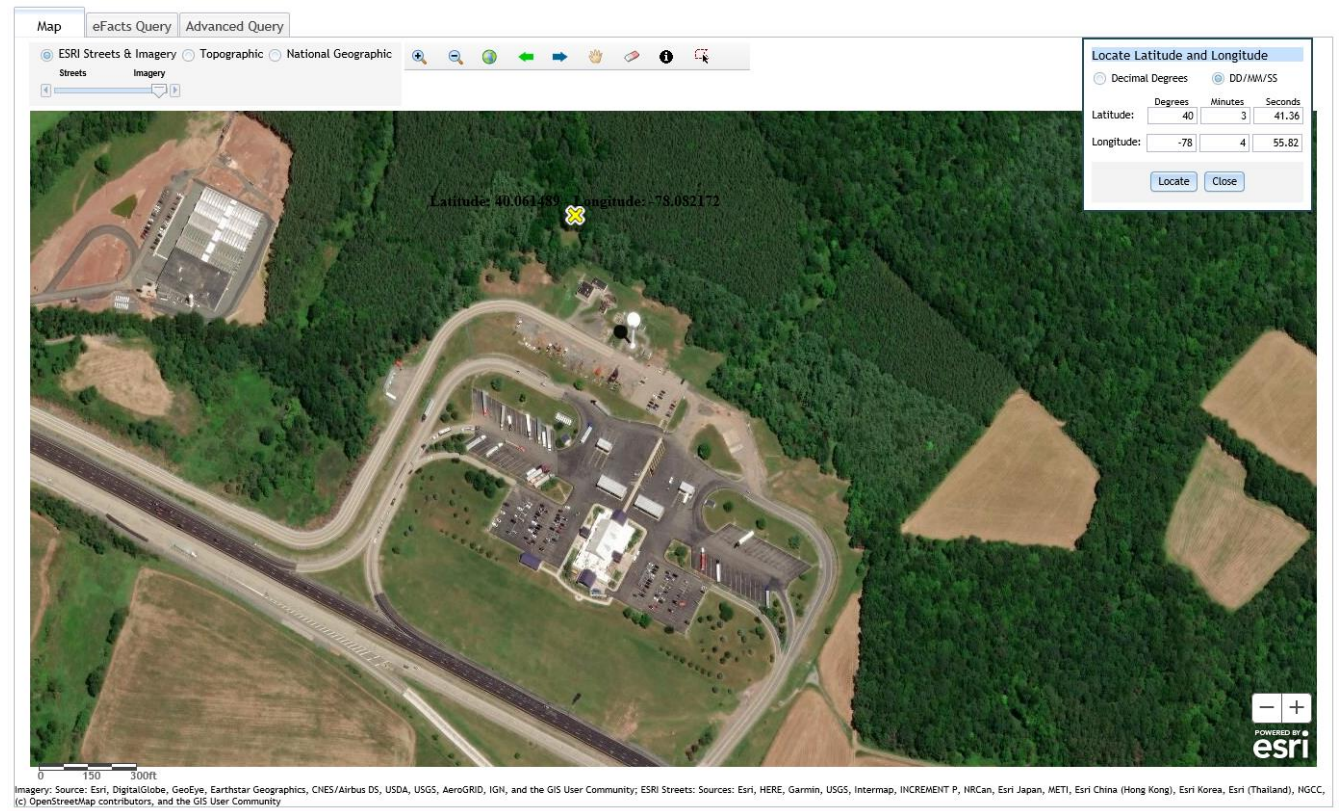 Map eFacts Query Advanced Query
ESRI Streets & Imagery Topographic National Geographic
Streets Imagery
Locate Latitude and Longitude
Decimal Degrees DD/MM/SS
Degrees Minutes Seconds
Latitude: 40 3 41.36
Longitude: -78 4 55.82
Locate Close
Latitude: 40.061489 Longitude: -78.082172
POWERED BY
esri
0 150 300ft
Imagery: Source: Esri, DigitalGlobe, GeoEye, Earthstar Geographics, CNES/Airbus DS, USDA, USGS, AeroGRID, IGN, and the GIS User Community; ESRI Streets: Sources: Esri, HERE, Garmin, USGS, Intermap, INCREMENT P, NRCan, Esri Japan, METI, Esri China (Hong Kong), Esri Korea, Esri (Thailand), NGCC,
(c) OpenStreetMap contributors, and the GIS User Community